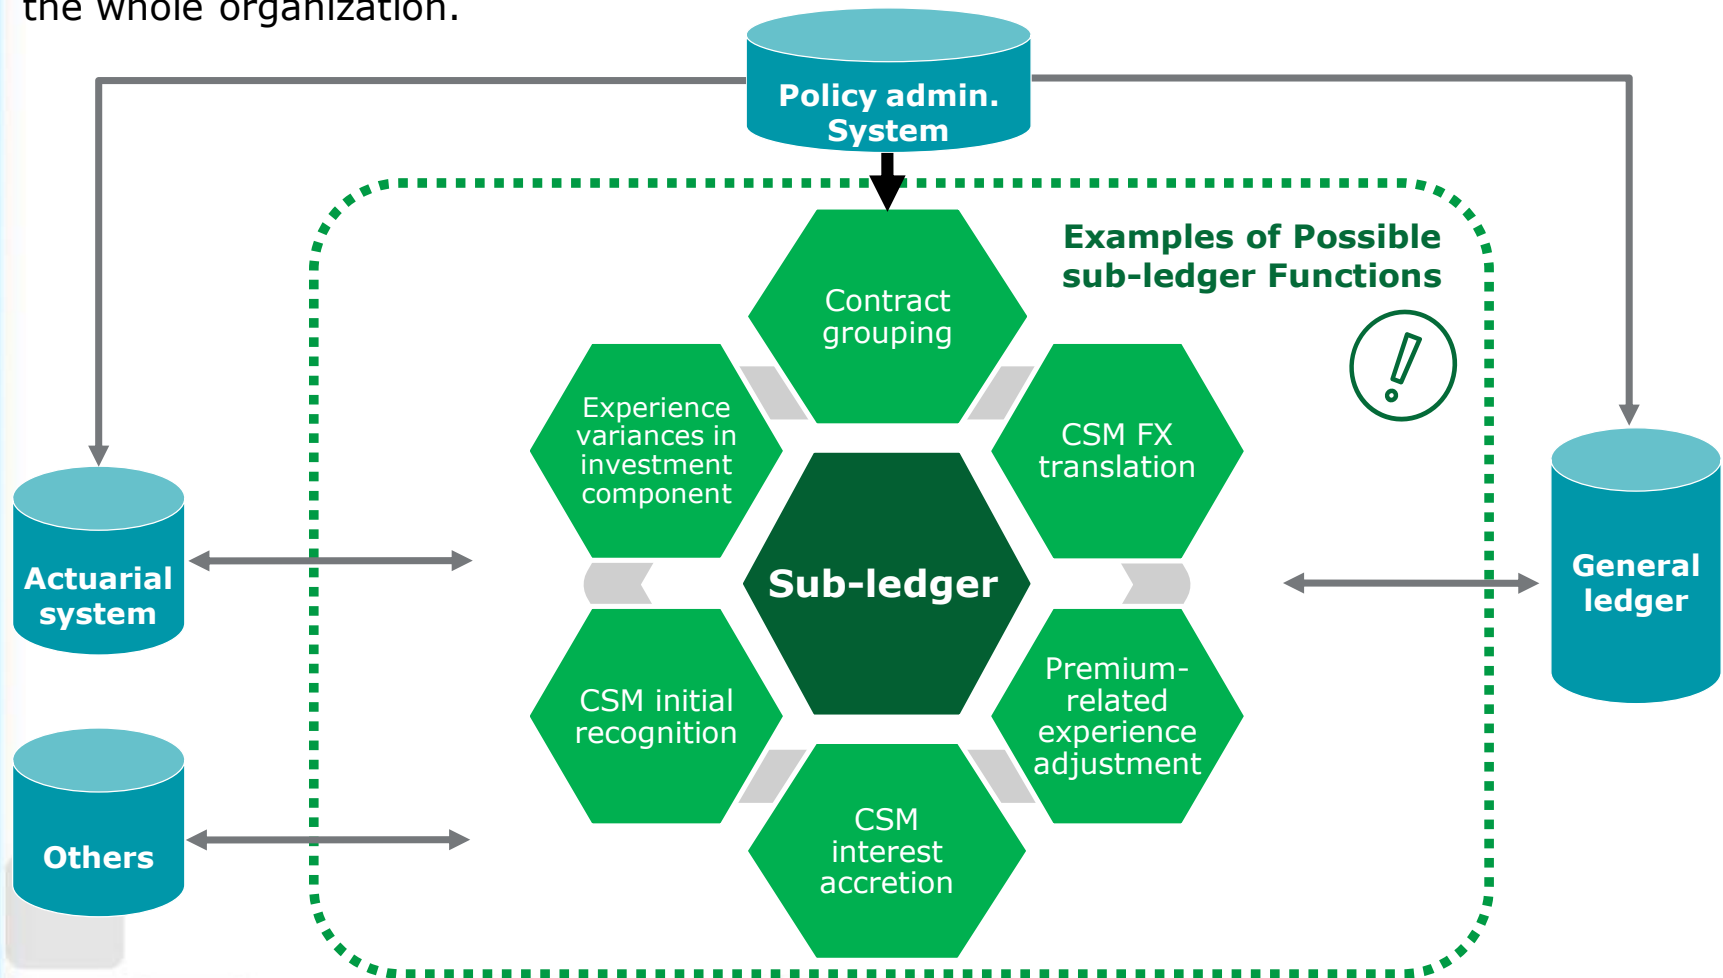 the whole organization.
Policy admin.
System
Examples of Possible
sub-ledger Functions
Contract
grouping
Experience
variances in
investment
component
CSM FX
translation
Actuarial
system
Sub-ledger
General
ledger
CSM initial
recognition
Premium-
related
experience
adjustment
Others
CSM
interest
accretion